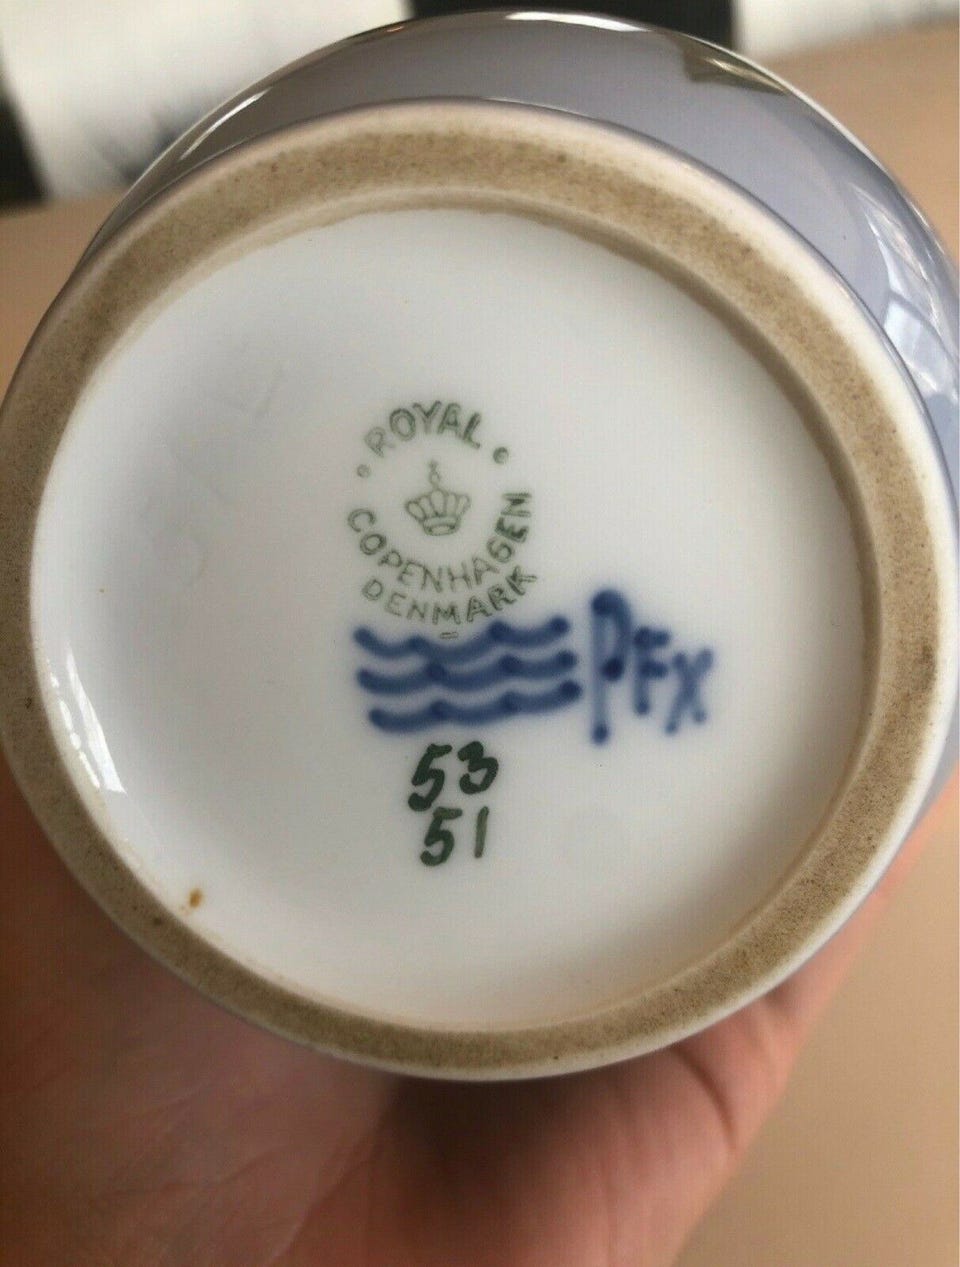 • ROYAL •
COPENHAGEN
DENMARK
PFX
53
51